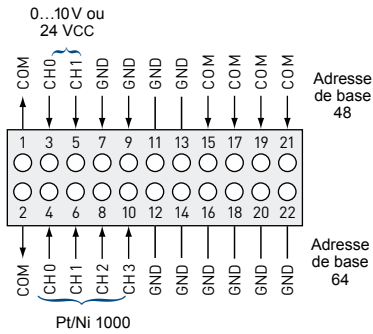 0...10 V ou
24 VCC
COM CH0 CH1 GND GND GND GND COM COM COM COM
Adresse
de base
48
1 3 5 7 9 11 13 15 17 19 21
2 4 6 8 10 12 14 16 18 20 22
COM CH0 CH1 CH2 CH3 GND GND GND GND GND GND
Adresse
de base
64
Pt/Ni 1000